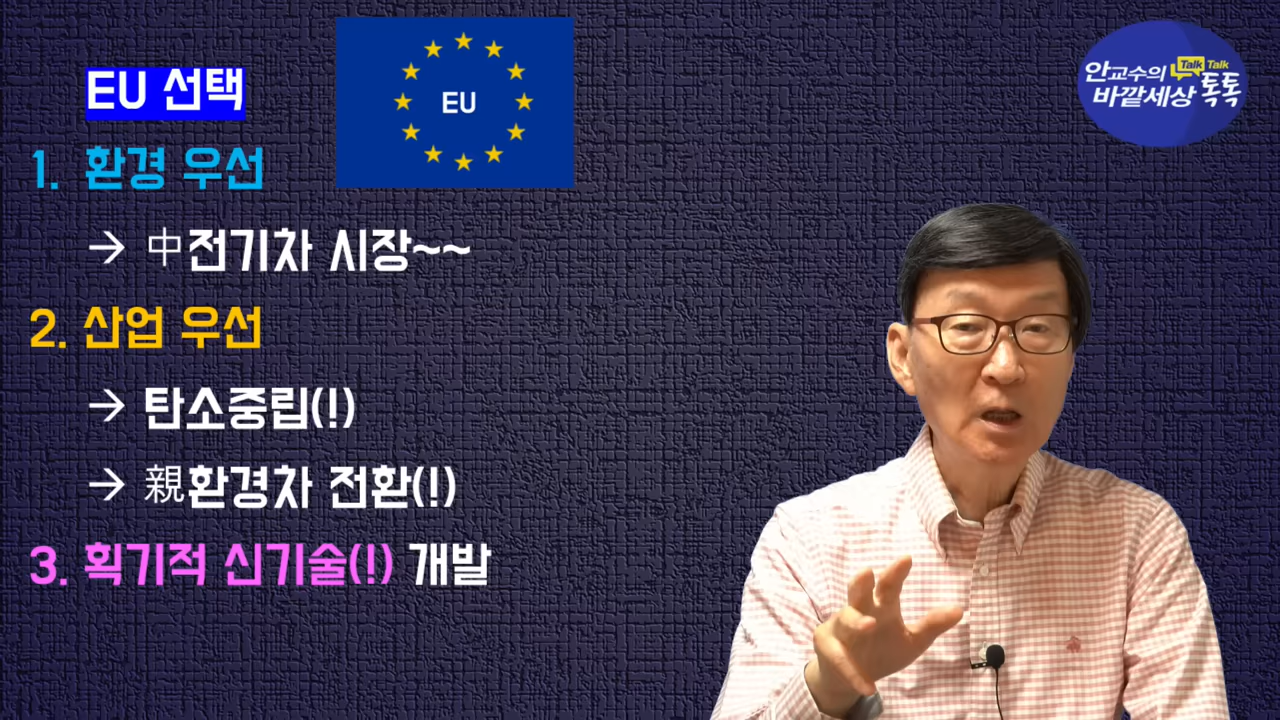 EU 선택
EU
1. 환경 우선
→ 中전기차 시장~~
2. 산업 우선
→ 탄소중립(!)
→ 親환경차 전환(!)
3. 획기적 신기술(!) 개발
안교수의 Talk Talk
바깥세상 톡톡